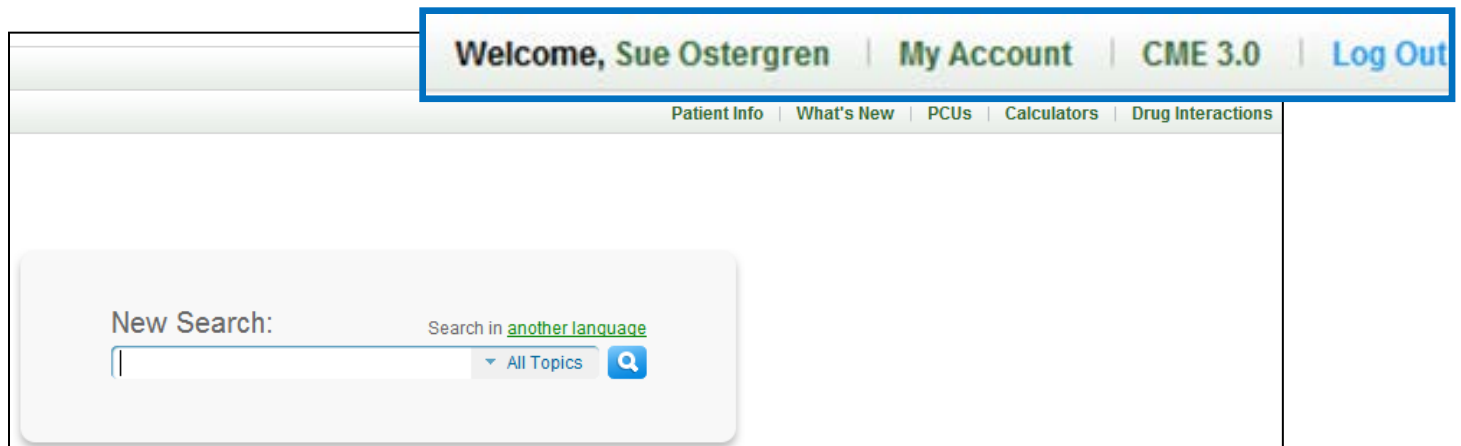 Welcome, Sue Ostergren | My Account | CME 3.0 | Log Out
Patient Info | What's New | PCUs | Calculators | Drug Interactions
New Search: Search in another language
All Topics